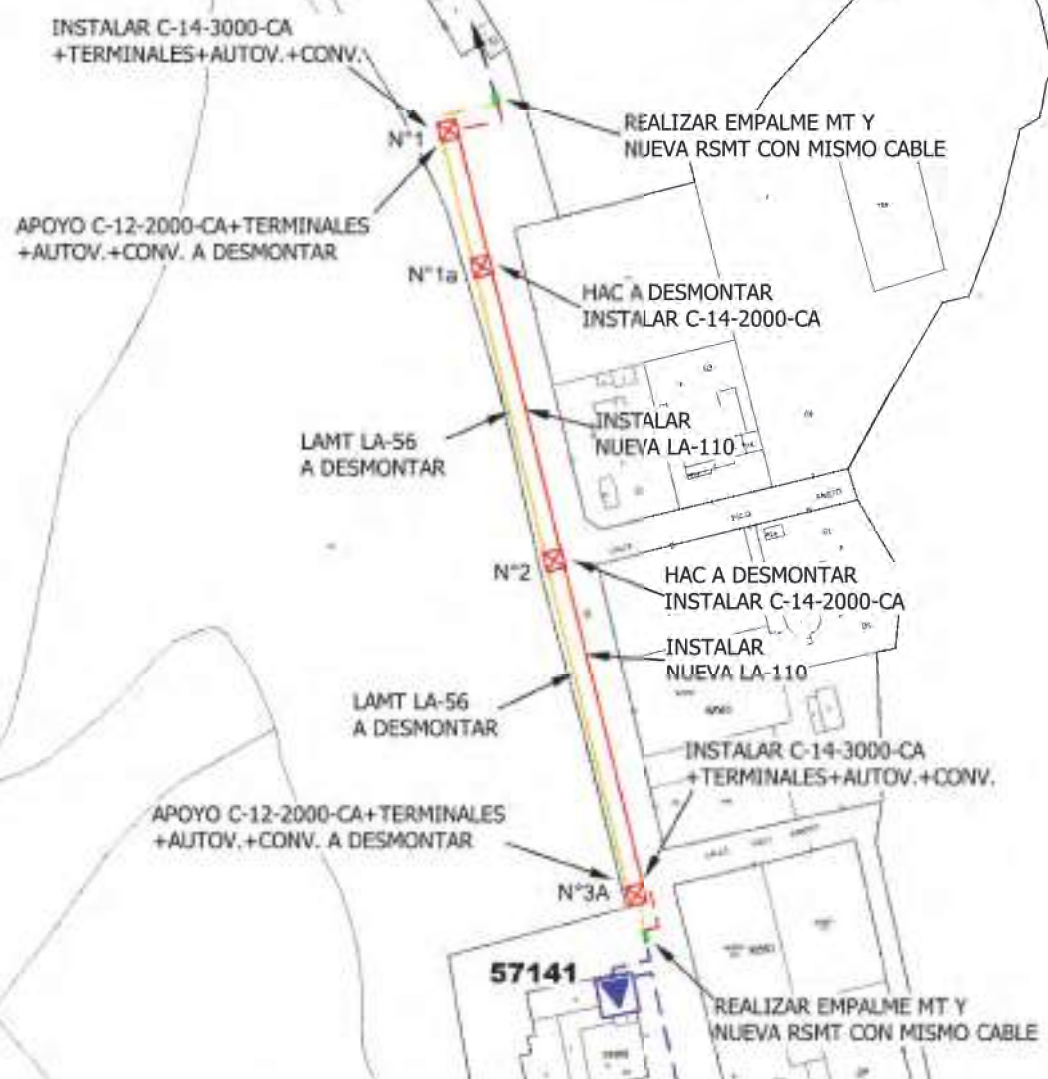 INSTALAR C-14-3000-CA
+TERMINALES+AUTOV.+CONV.
N°1
REALIZAR EMPALME MT Y
NUEVA RSMT CON MISMO CABLE
APOYO C-12-2000-CA+TERMINALES
+AUTOV.+CONV. A DESMONTAR
N°1a
HAC A DESMONTAR
INSTALAR C-14-2000-CA
LAMT LA-56
A DESMONTAR
INSTALAR
NUEVA LA-110
N°2
HAC A DESMONTAR
INSTALAR C-14-2000-CA
INSTALAR
NUEVA LA-110
LAMT LA-56
A DESMONTAR
INSTALAR C-14-3000-CA
+TERMINALES+AUTOV.+CONV.
APOYO C-12-2000-CA+TERMINALES
+AUTOV.+CONV. A DESMONTAR
N°3A
57141
REALIZAR EMPALME MT Y
NUEVA RSMT CON MISMO CABLE